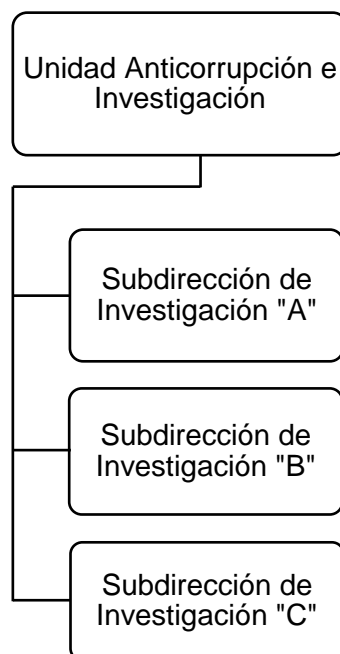 Unidad Anticorrupción e
Investigación
Subdirección de
Investigación "A"
Subdirección de
Investigación "B"
Subdirección de
Investigación "C"